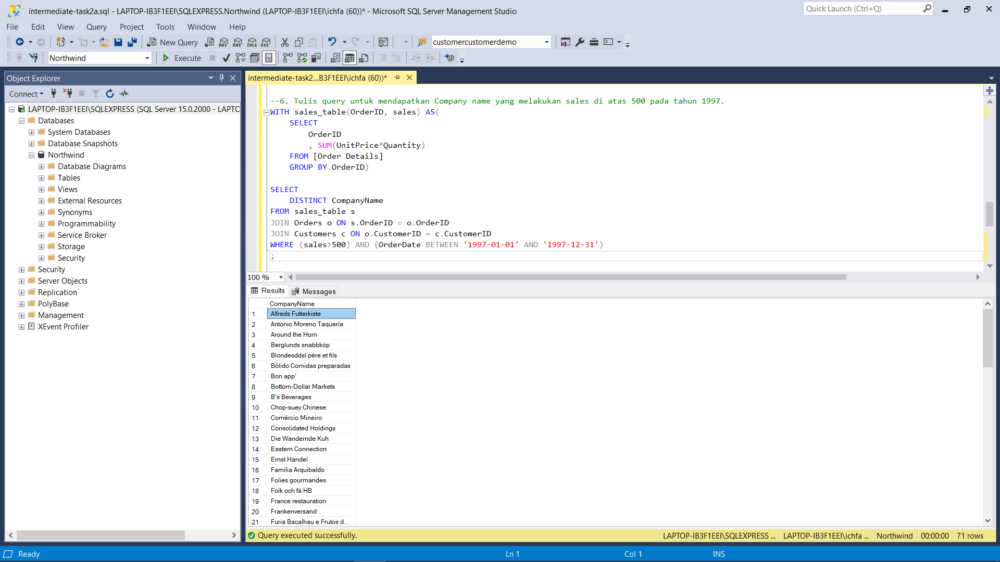 intermediate-task2a.sql - LAPTOP-IB3F1EEI\SQLEXPRESS.Northwind (LAPTOP-IB3F1EEI\ichfa (60))* - Microsoft SQL Server Management Studio
Quick Launch (Ctrl+Q)
File Edit View Query Project Tools Window Help
New Query
MDX DMX XMLA DAX
customercustomerdemo
Northwind
Execute
Object Explorer
Connect
LAPTOP-IB3F1EEI\SQLEXPRESS (SQL Server 15.0.2000 - LAPTO
Databases
System Databases
Database Snapshots
Northwind
Database Diagrams
Tables
Views
External Resources
Synonyms
Programmability
Service Broker
Storage
Security
Security
Server Objects
Replication
PolyBase
Management
XEvent Profiler
intermediate-task2...B3F1EEI\ichfa (60))*
--6. Tulis query untuk mendapatkan Company name yang melakukan sales di atas 500 pada tahun 1997.
WITH sales_table(OrderID, sales) AS(
SELECT
OrderID
, SUM(UnitPrice*Quantity)
FROM [Order Details]
GROUP BY OrderID)
SELECT
DISTINCT CompanyName
FROM sales_table s
JOIN Orders o ON s.OrderID = o.OrderID
JOIN Customers c ON o.CustomerID = c.CustomerID
WHERE (sales>500) AND (OrderDate BETWEEN '1997-01-01' AND '1997-12-31')
;
100 %
Results Messages
CompanyName
1 Alfreds Futterkiste
2 Antonio Moreno Taquería
3 Around the Horn
4 Berglunds snabbköp
5 Blondesddsl père et fils
6 Bólido Comidas preparadas
7 Bon app'
8 Bottom-Dollar Markets
9 B's Beverages
10 Chop-suey Chinese
11 Comércio Mineiro
12 Consolidated Holdings
13 Die Wandernde Kuh
14 Eastern Connection
15 Ernst Handel
16 Familia Arquibaldo
17 Folies gourmandes
18 Folk och fä HB
19 France restauration
20 Frankenversand
21 Furia Bacalhau e Frutos d...
Query executed successfully.
LAPTOP-IB3F1EEI\SQLEXPRESS ... LAPTOP-IB3F1EEI\ichfa ... Northwind 00:00:00 71 rows
Ready
Ln 1 Col 1 INS